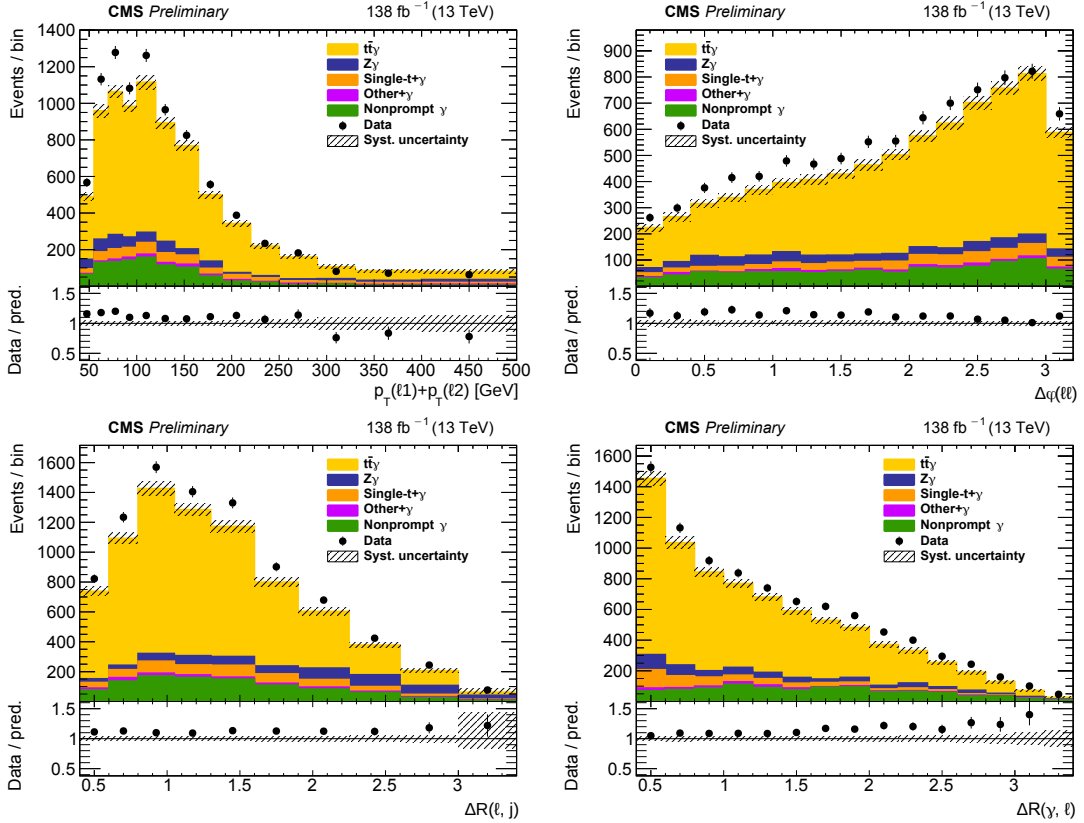 CMS Preliminary 138 fb −1 (13 TeV)
Events / bin
1400
1200
1000
800
600
400
200
tt̄γ
Zγ
Single-t+γ
Other+γ
Nonprompt γ
Data
Syst. uncertainty
Data / pred.
1.5
1
0.5
50 100 150 200 250 300 350 400 450 500
p_T(ℓ1)+p_T(ℓ2) [GeV]
CMS Preliminary 138 fb −1 (13 TeV)
Events / bin
900
800
700
600
500
400
300
200
100
tt̄γ
Zγ
Single-t+γ
Other+γ
Nonprompt γ
Data
Syst. uncertainty
Data / pred.
1.5
1
0.5
0 0.5 1 1.5 2 2.5 3
Δφ(ℓℓ)
CMS Preliminary 138 fb −1 (13 TeV)
Events / bin
1600
1400
1200
1000
800
600
400
200
tt̄γ
Zγ
Single-t+γ
Other+γ
Nonprompt γ
Data
Syst. uncertainty
Data / pred.
1.5
1
0.5
0.5 1 1.5 2 2.5 3
ΔR(ℓ, j)
CMS Preliminary 138 fb −1 (13 TeV)
Events / bin
1600
1400
1200
1000
800
600
400
200
tt̄γ
Zγ
Single-t+γ
Other+γ
Nonprompt γ
Data
Syst. uncertainty
Data / pred.
1.5
1
0.5
0.5 1 1.5 2 2.5 3
ΔR(γ, ℓ)